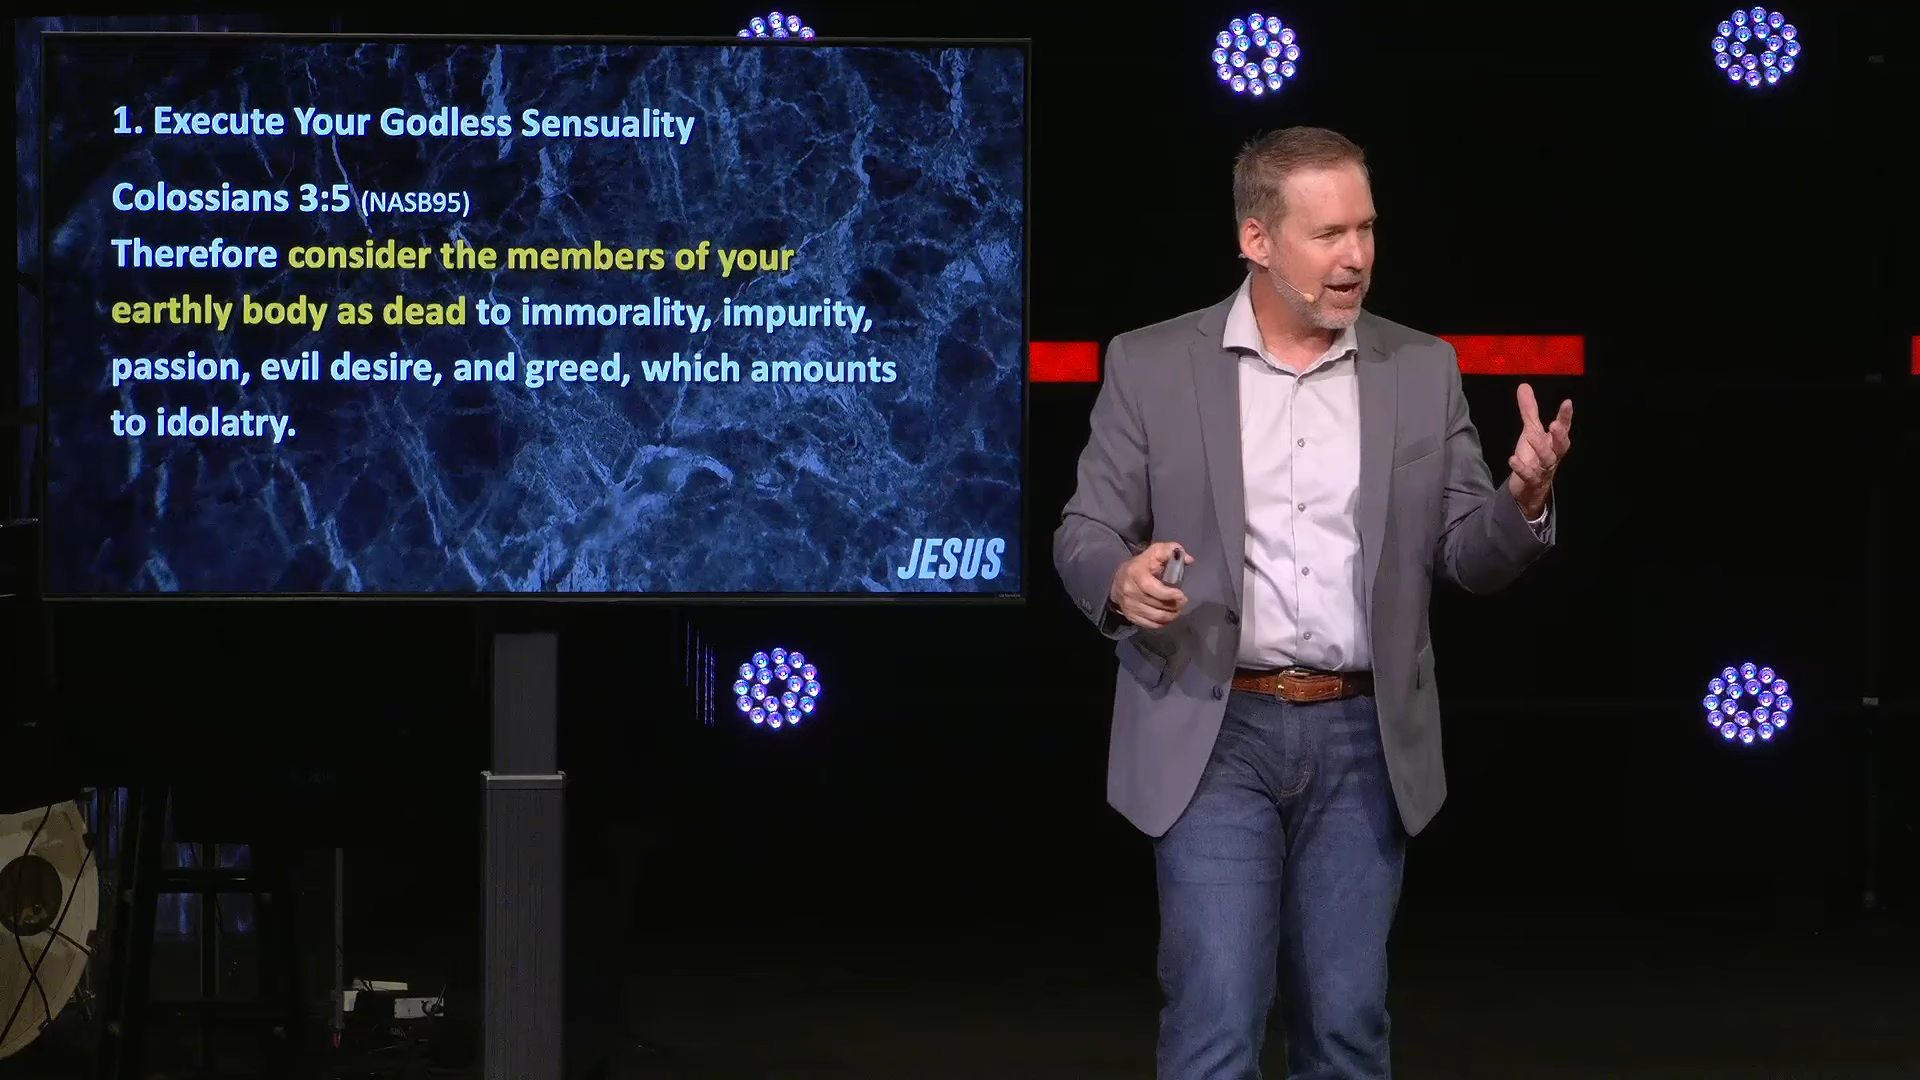 1. Execute Your Godless Sensuality
Colossians 3:5 (NASB95)
Therefore consider the members of your
earthly body as dead to immorality, impurity,
passion, evil desire, and greed, which amounts
to idolatry.
JESUS